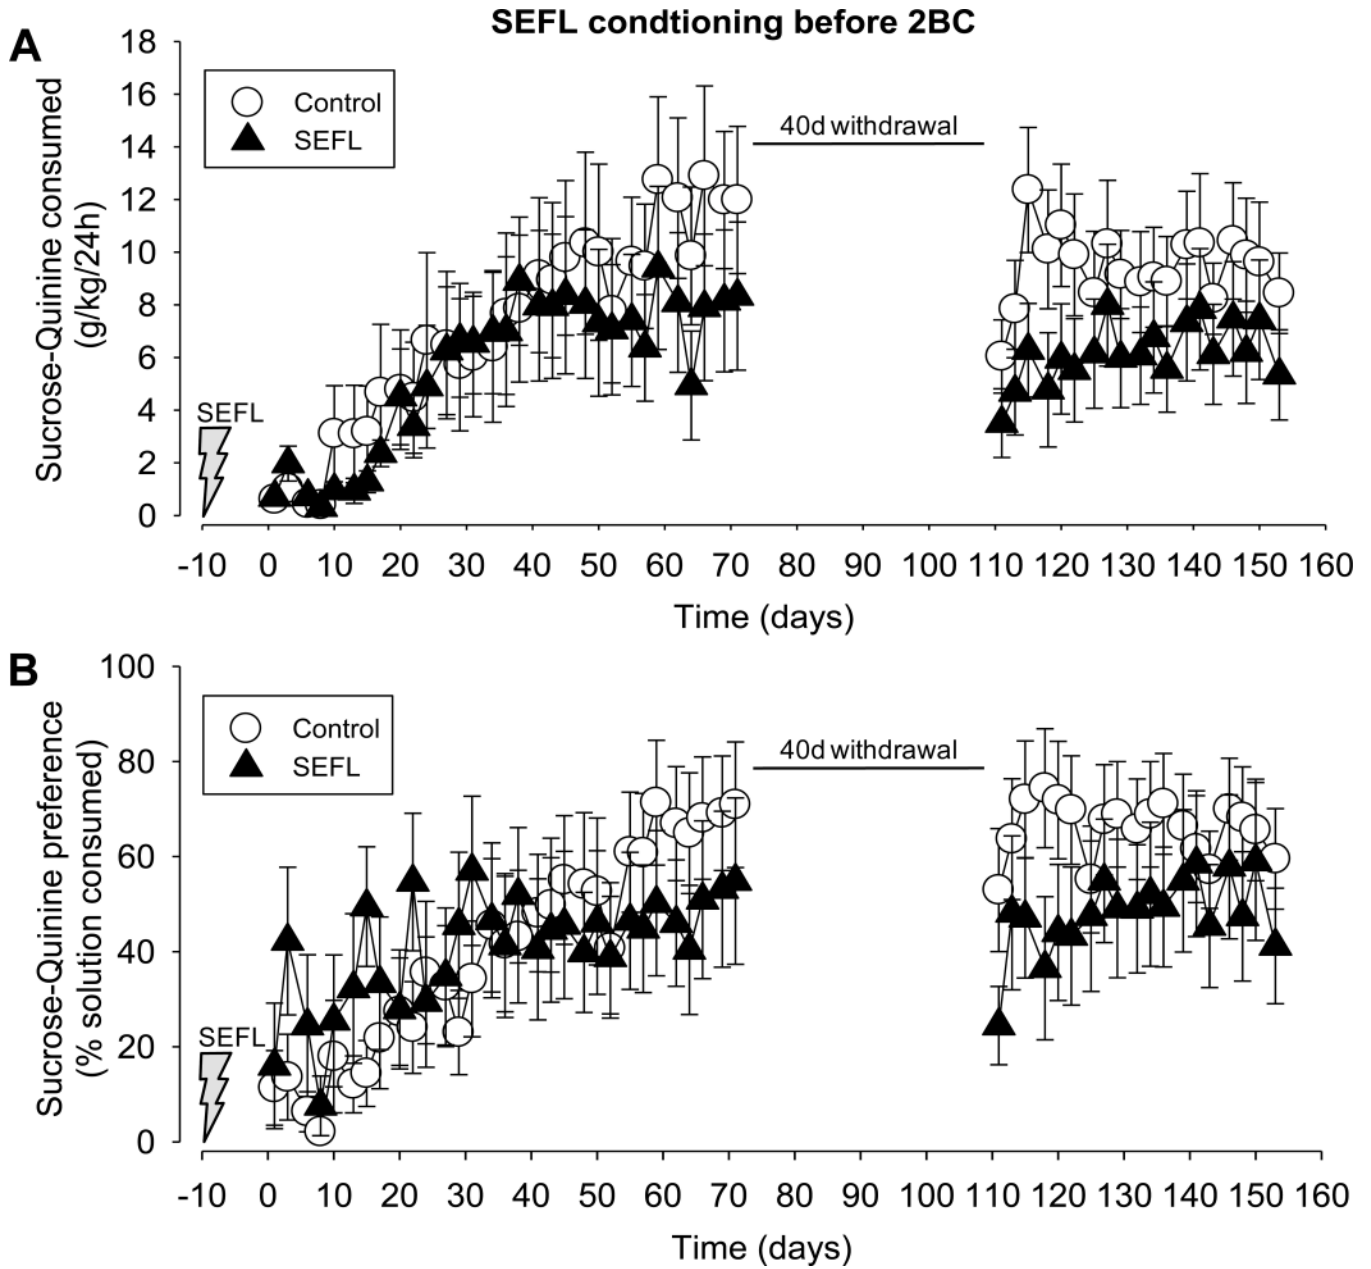 SEFL condtioning before 2BC
A
Sucrose-Quinine consumed
(g/kg/24h)
18
16
14
12
10
8
6
4
2
0
Control
SEFL
40d withdrawal
SEFL
-10 0 10 20 30 40 50 60 70 80 90 100 110 120 130 140 150 160
Time (days)
B
Sucrose-Quinine preference
(% solution consumed)
100
80
60
40
20
0
Control
SEFL
40d withdrawal
SEFL
-10 0 10 20 30 40 50 60 70 80 90 100 110 120 130 140 150 160
Time (days)